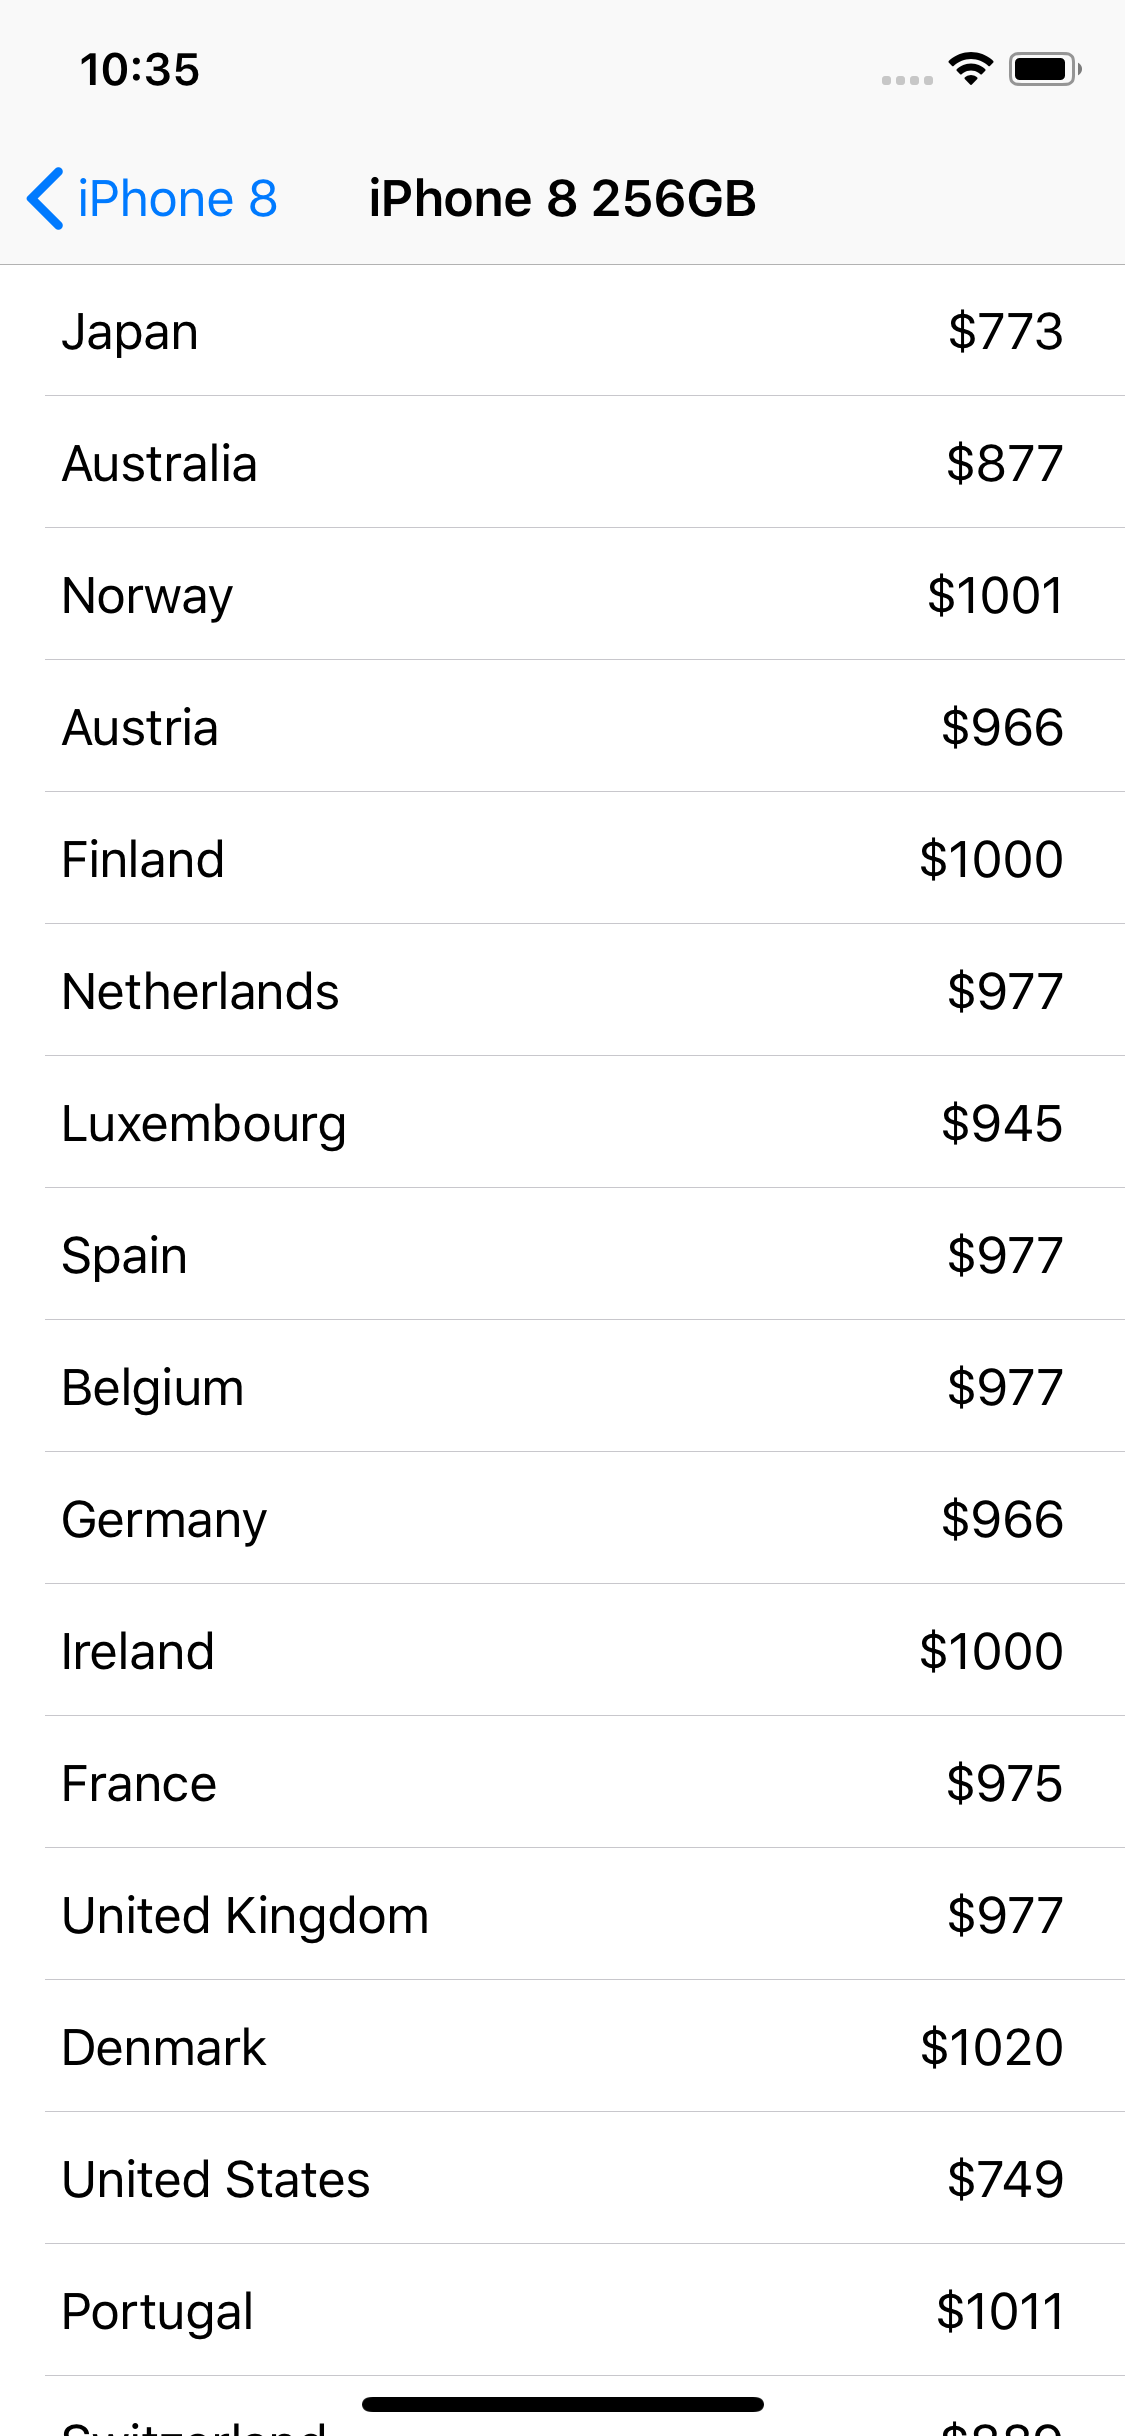 10:35
iPhone 8 iPhone 8 256GB
Japan $773
Australia $877
Norway $1001
Austria $966
Finland $1000
Netherlands $977
Luxembourg $945
Spain $977
Belgium $977
Germany $966
Ireland $1000
France $975
United Kingdom $977
Denmark $1020
United States $749
Portugal $1011
Switzerland